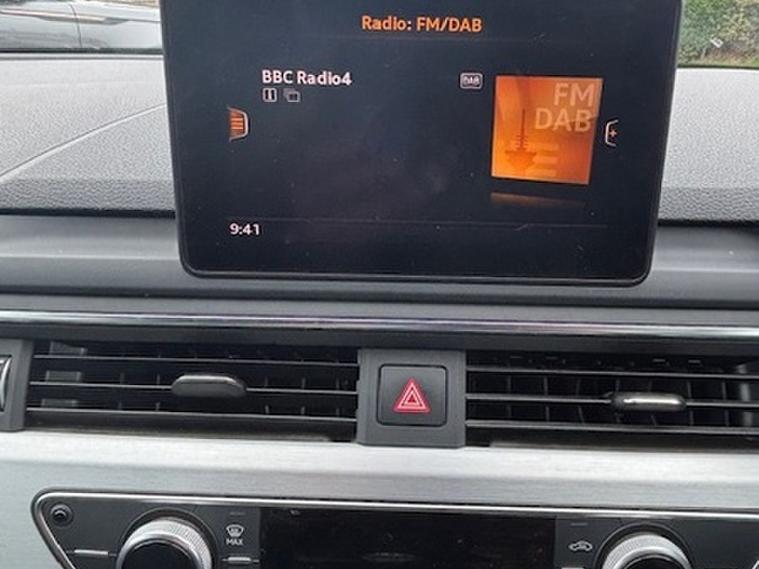 Radio: FM/DAB
BBC Radio4
DAB
FM
DAB
9:41
MAX